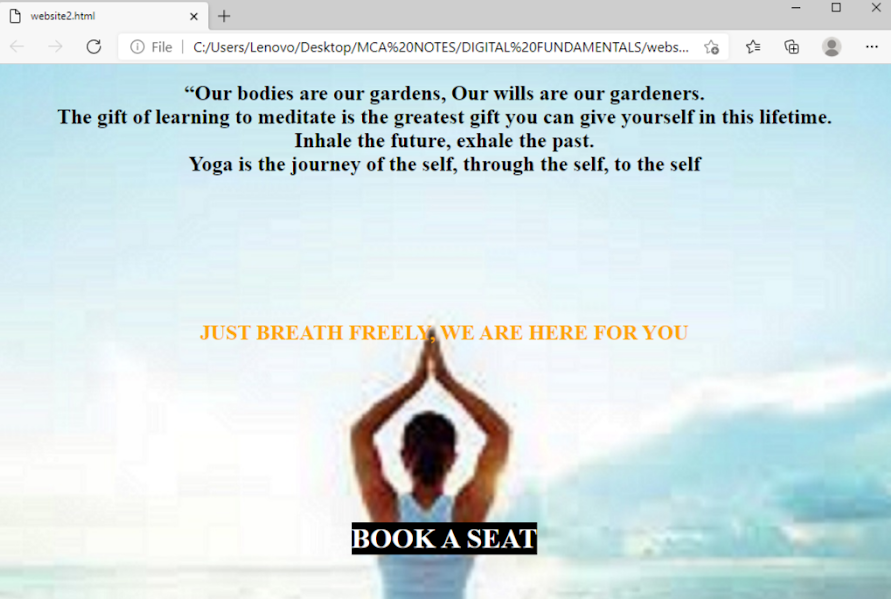 website2.html
File | C:/Users/Lenovo/Desktop/MCA%20NOTES/DIGITAL%20FUNDAMENTALS/webs...
“Our bodies are our gardens, Our wills are our gardeners.
The gift of learning to meditate is the greatest gift you can give yourself in this lifetime.
Inhale the future, exhale the past.
Yoga is the journey of the self, through the self, to the self
JUST BREATH FREELY, WE ARE HERE FOR YOU
BOOK A SEAT